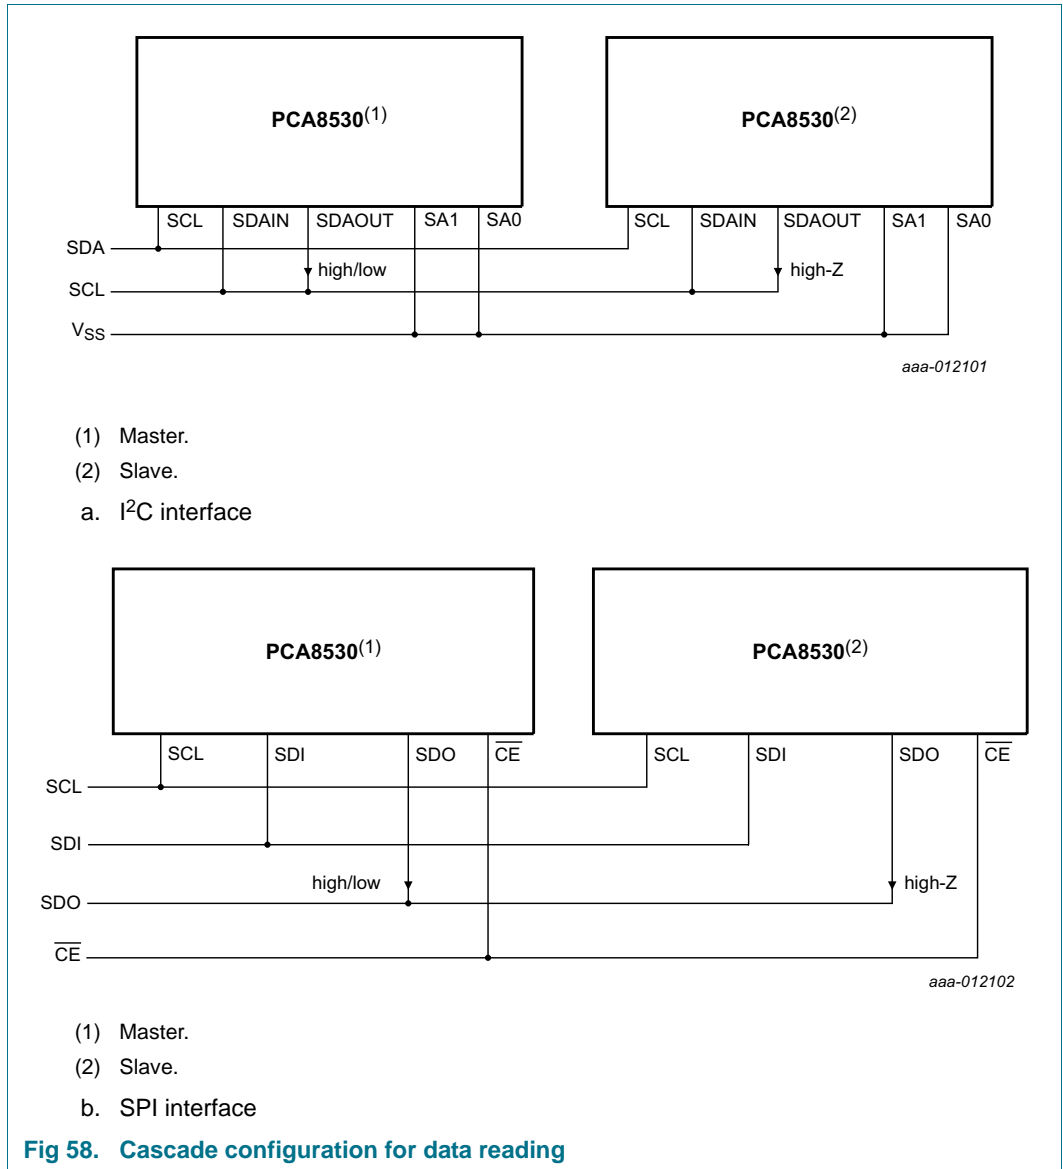 PCA8530(1) PCA8530(2)
SCL SDAIN SDAOUT SA1 SA0 SCL SDAIN SDAOUT SA1 SA0
SDA
high/low high-Z
SCL
VSS
aaa-012101
(1) Master.
(2) Slave.
a. I2C interface
PCA8530(1) PCA8530(2)
SCL SDI SDO CE SCL SDI SDO CE
SCL
SDI
high/low high-Z
SDO
CE
aaa-012102
(1) Master.
(2) Slave.
b. SPI interface
Fig 58. Cascade configuration for data reading